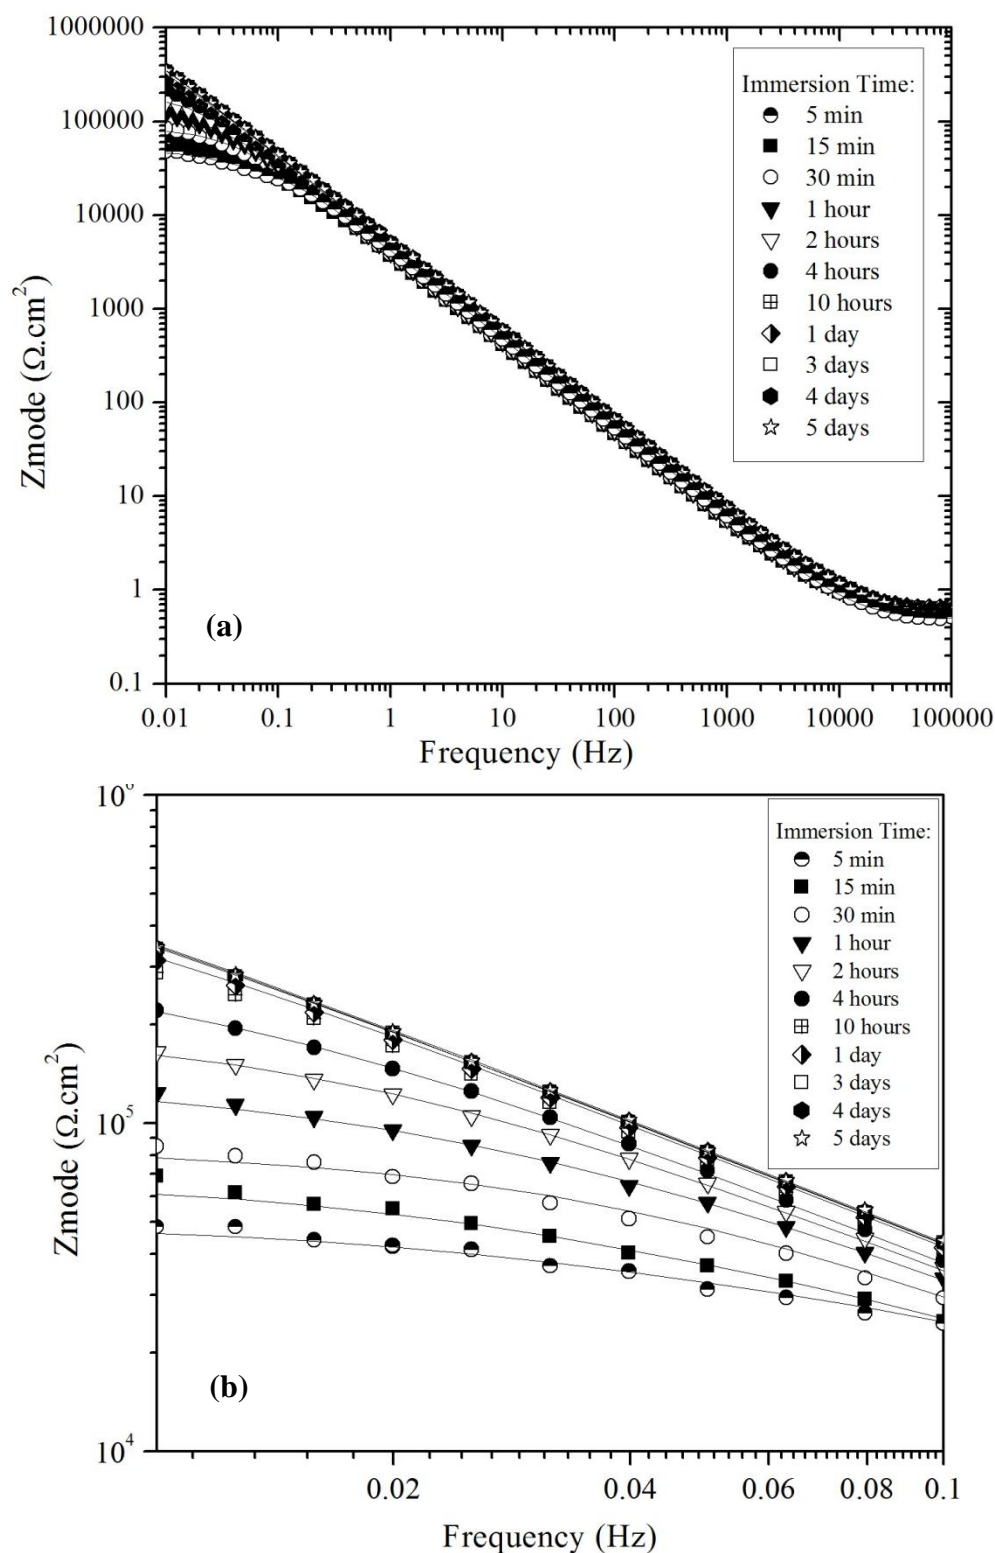 1000000
100000
10000
1000
100
10
1
0.1
Zmode (Ω.cm²)
Immersion Time:
5 min
15 min
30 min
1 hour
2 hours
4 hours
10 hours
1 day
3 days
4 days
5 days
(a)
0.01 0.1 1 10 100 1000 10000 100000
Frequency (Hz)
10⁵
10⁴
Zmode (Ω.cm²)
Immersion Time:
5 min
15 min
30 min
1 hour
2 hours
4 hours
10 hours
1 day
3 days
4 days
5 days
(b)
0.02 0.04 0.06 0.08 0.1
Frequency (Hz)